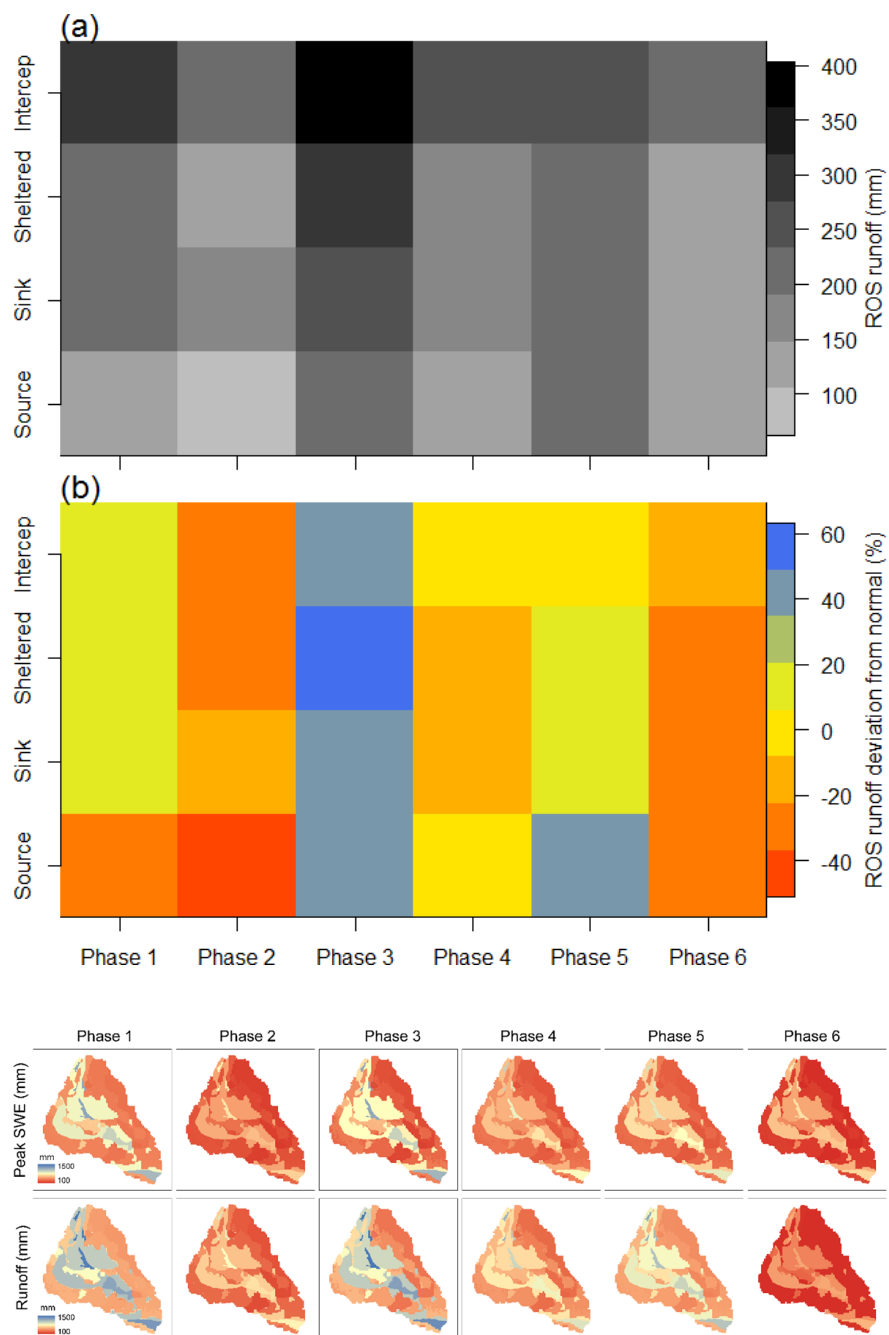 (a)
Intercep
Sheltered
Sink
Source
400
350
300
250
200
150
100
ROS runoff (mm)
(b)
Intercep
Sheltered
Sink
Source
60
40
20
0
-20
-40
ROS runoff deviation from normal (%)
Phase 1 Phase 2 Phase 3 Phase 4 Phase 5 Phase 6
Phase 1 Phase 2 Phase 3 Phase 4 Phase 5 Phase 6
Peak SWE (mm)
mm
1500
100
Runoff (mm)
mm
1500
100